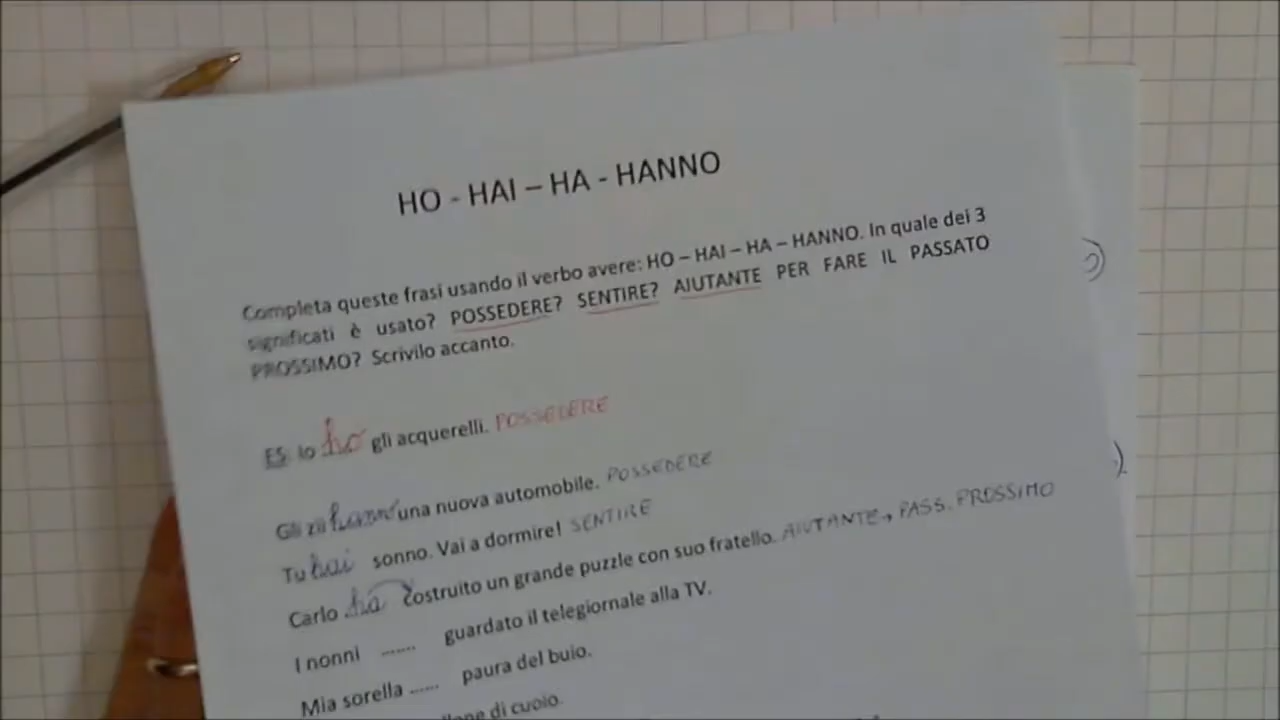 HO - HAI – HA - HANNO
Completa queste frasi usando il verbo avere: HO – HAI – HA – HANNO. In quale dei 3
significati è usato? POSSEDERE? SENTIRE? AIUTANTE PER FARE IL PASSATO
PROSSIMO? Scrivilo accanto.
ES: Io ho gli acquerelli. POSSEDERE
Gli zii hanno una nuova automobile. POSSEDERE
Tu hai sonno. Vai a dormire! SENTIRE
Carlo ha costruito un grande puzzle con suo fratello. AIUTANTE, PASS. PROSSIMO
I nonni ...... guardato il telegiornale alla TV.
Mia sorella ...... paura del buio.
di cuoio.